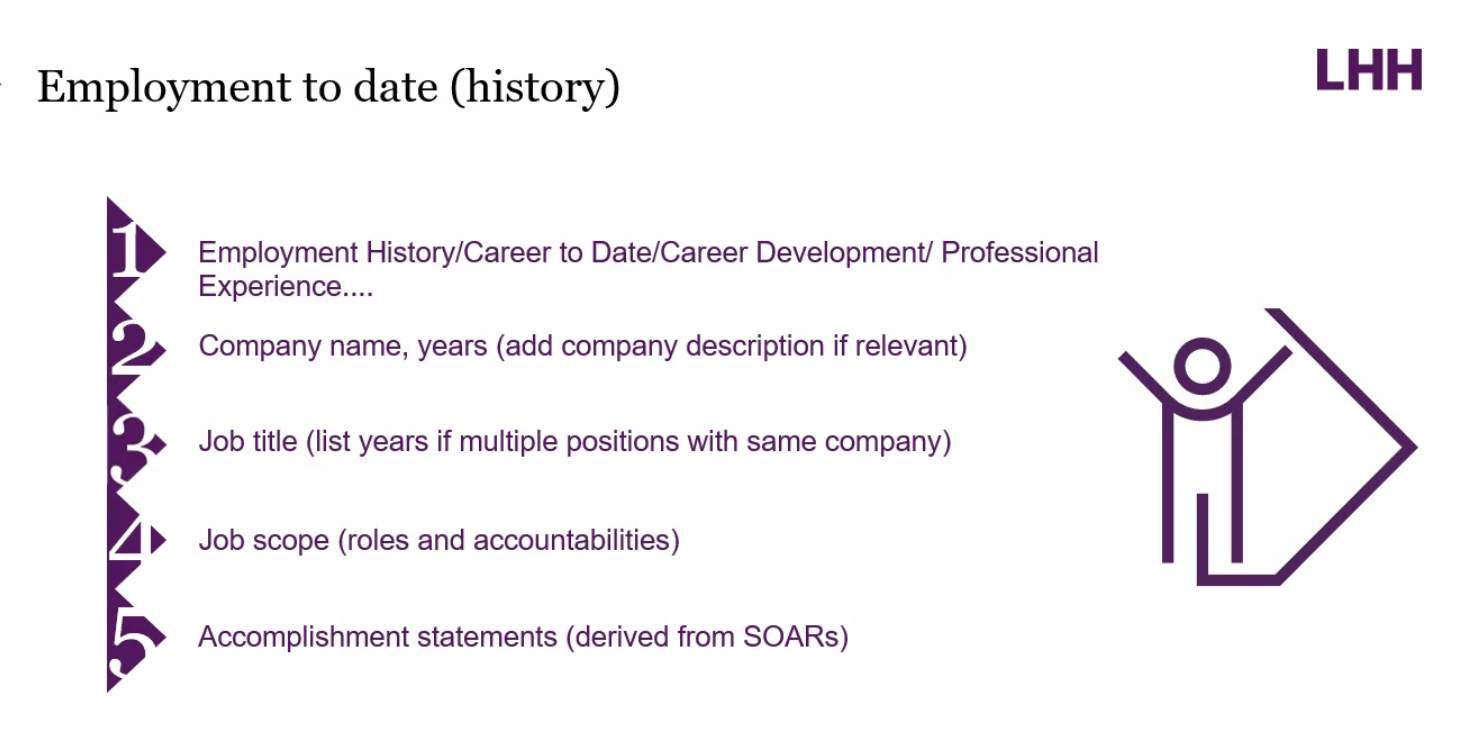 Employment to date (history)
LHH
1
Employment History/Career to Date/Career Development/ Professional
Experience....
2
Company name, years (add company description if relevant)
3
Job title (list years if multiple positions with same company)
4
Job scope (roles and accountabilities)
5
Accomplishment statements (derived from SOARs)